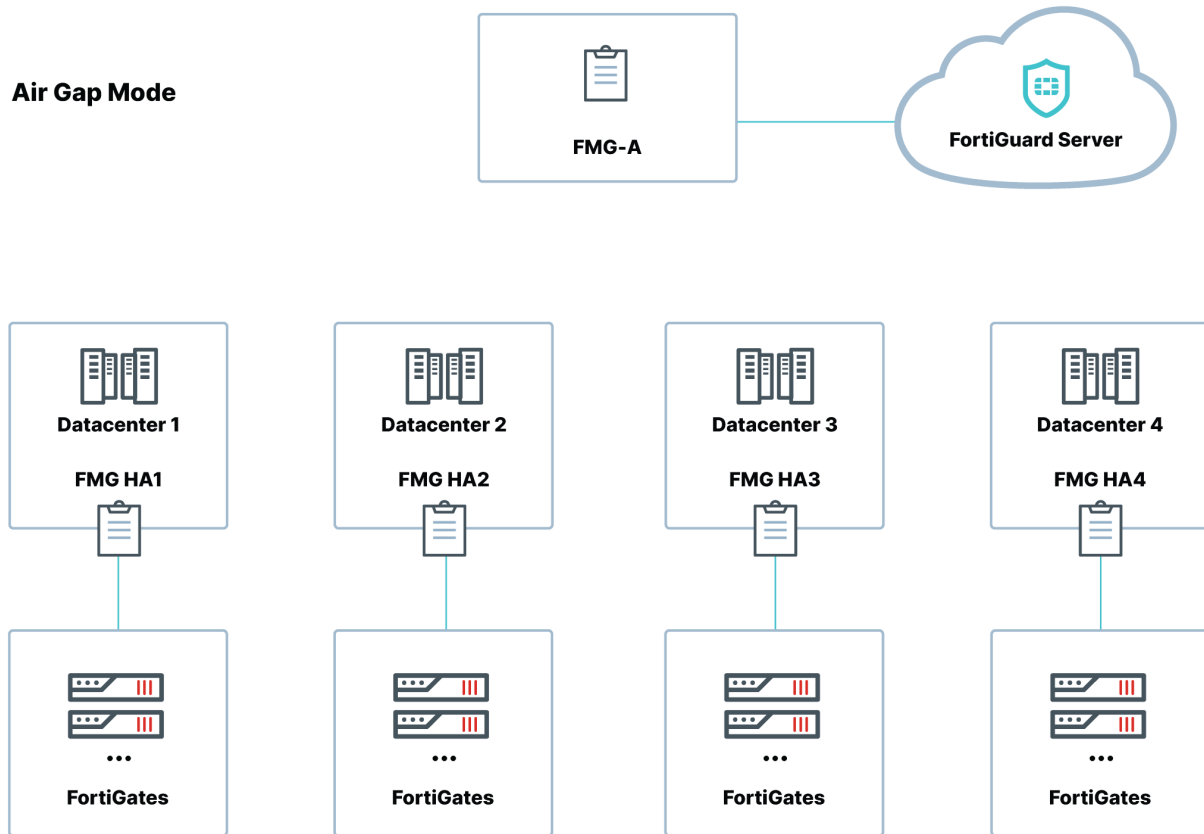 Air Gap Mode
FMG-A
FortiGuard Server
Datacenter 1
FMG HA1
Datacenter 2
FMG HA2
Datacenter 3
FMG HA3
Datacenter 4
FMG HA4
...
FortiGates
...
FortiGates
...
FortiGates
...
FortiGates